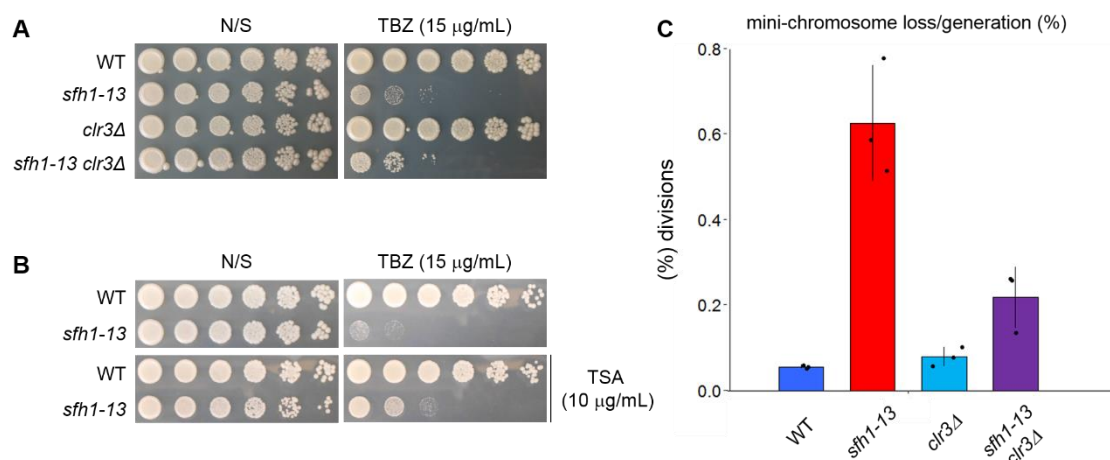 A
N/S
TBZ (15 μg/mL)
WT
sfh1-13
clr3Δ
sfh1-13 clr3Δ
B
N/S
TBZ (15 μg/mL)
WT
sfh1-13
WT
sfh1-13
TSA
(10 μg/mL)
C
mini-chromosome loss/generation (%)
(%) divisions
0.8
0.6
0.4
0.2
0.0
WT
sfh1-13
clr3Δ
sfh1-13
clr3Δ